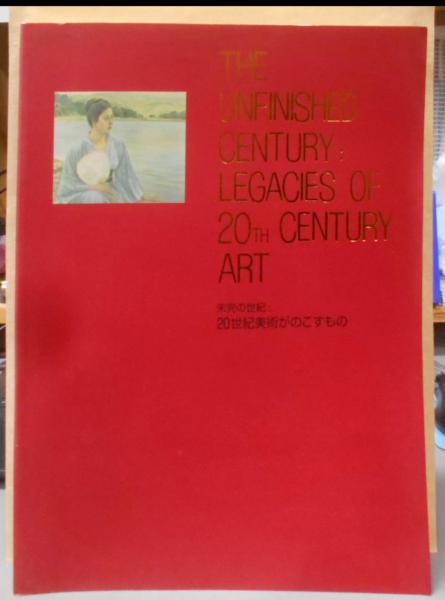 THE
UNFINISHED
CENTURY:
LEGACIES OF
20TH CENTURY
ART
未完の世紀:
20世紀美術がのこすもの